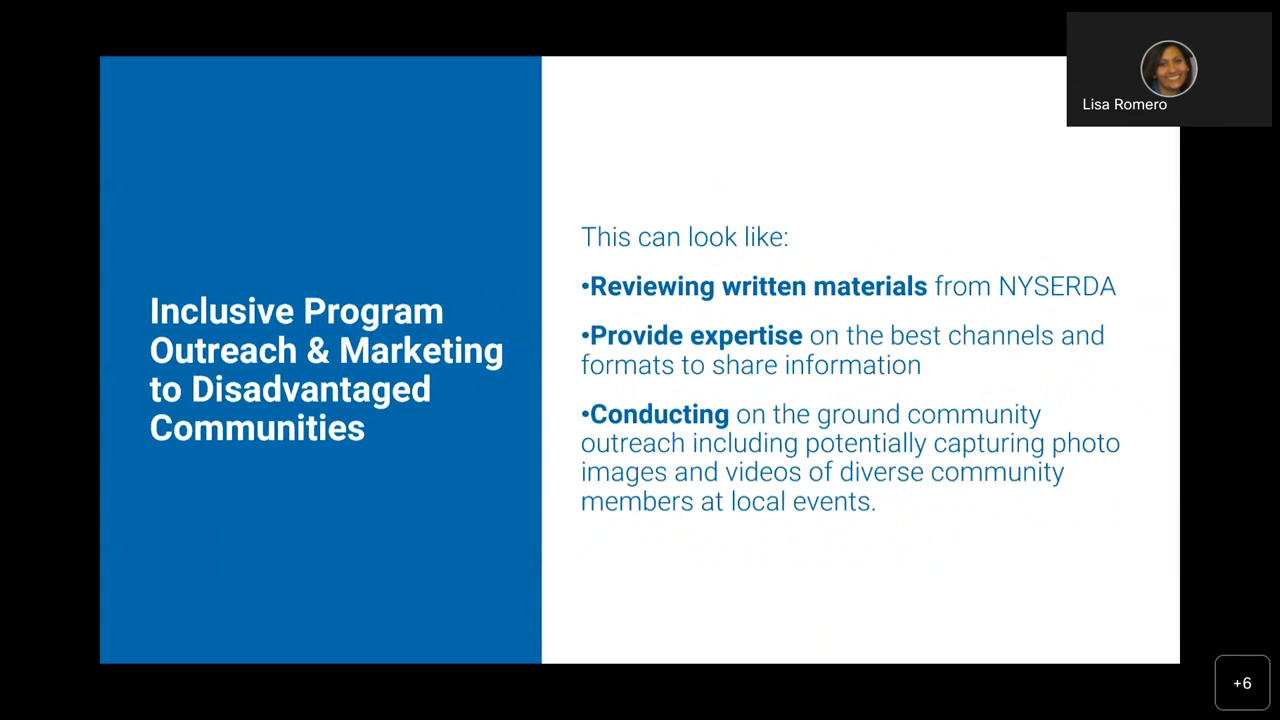 Lisa Romero
Inclusive Program
Outreach & Marketing
to Disadvantaged
Communities
This can look like:
•Reviewing written materials from NYSERDA
•Provide expertise on the best channels and
formats to share information
•Conducting on the ground community
outreach including potentially capturing photo
images and videos of diverse community
members at local events.
+6